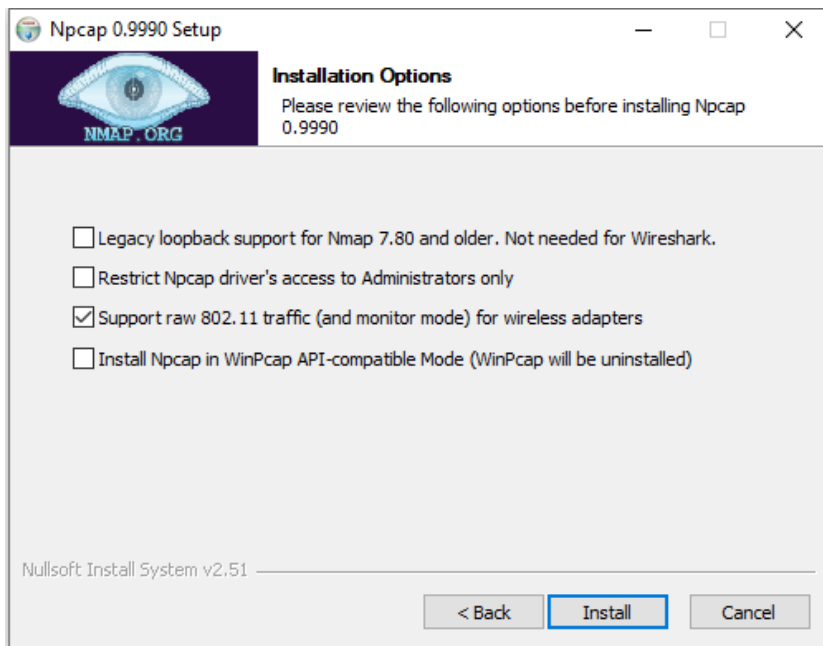 Npcap 0.9990 Setup
NMAP.ORG
Installation Options
Please review the following options before installing Npcap
0.9990
Legacy loopback support for Nmap 7.80 and older. Not needed for Wireshark.
Restrict Npcap driver's access to Administrators only
Support raw 802.11 traffic (and monitor mode) for wireless adapters
Install Npcap in WinPcap API-compatible Mode (WinPcap will be uninstalled)
Nullsoft Install System v2.51
< Back
Install
Cancel